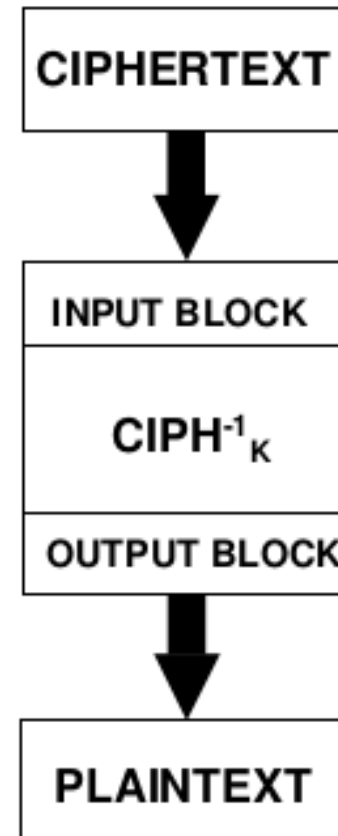 CIPHERTEXT
INPUT BLOCK
CIPH⁻¹K
OUTPUT BLOCK
PLAINTEXT